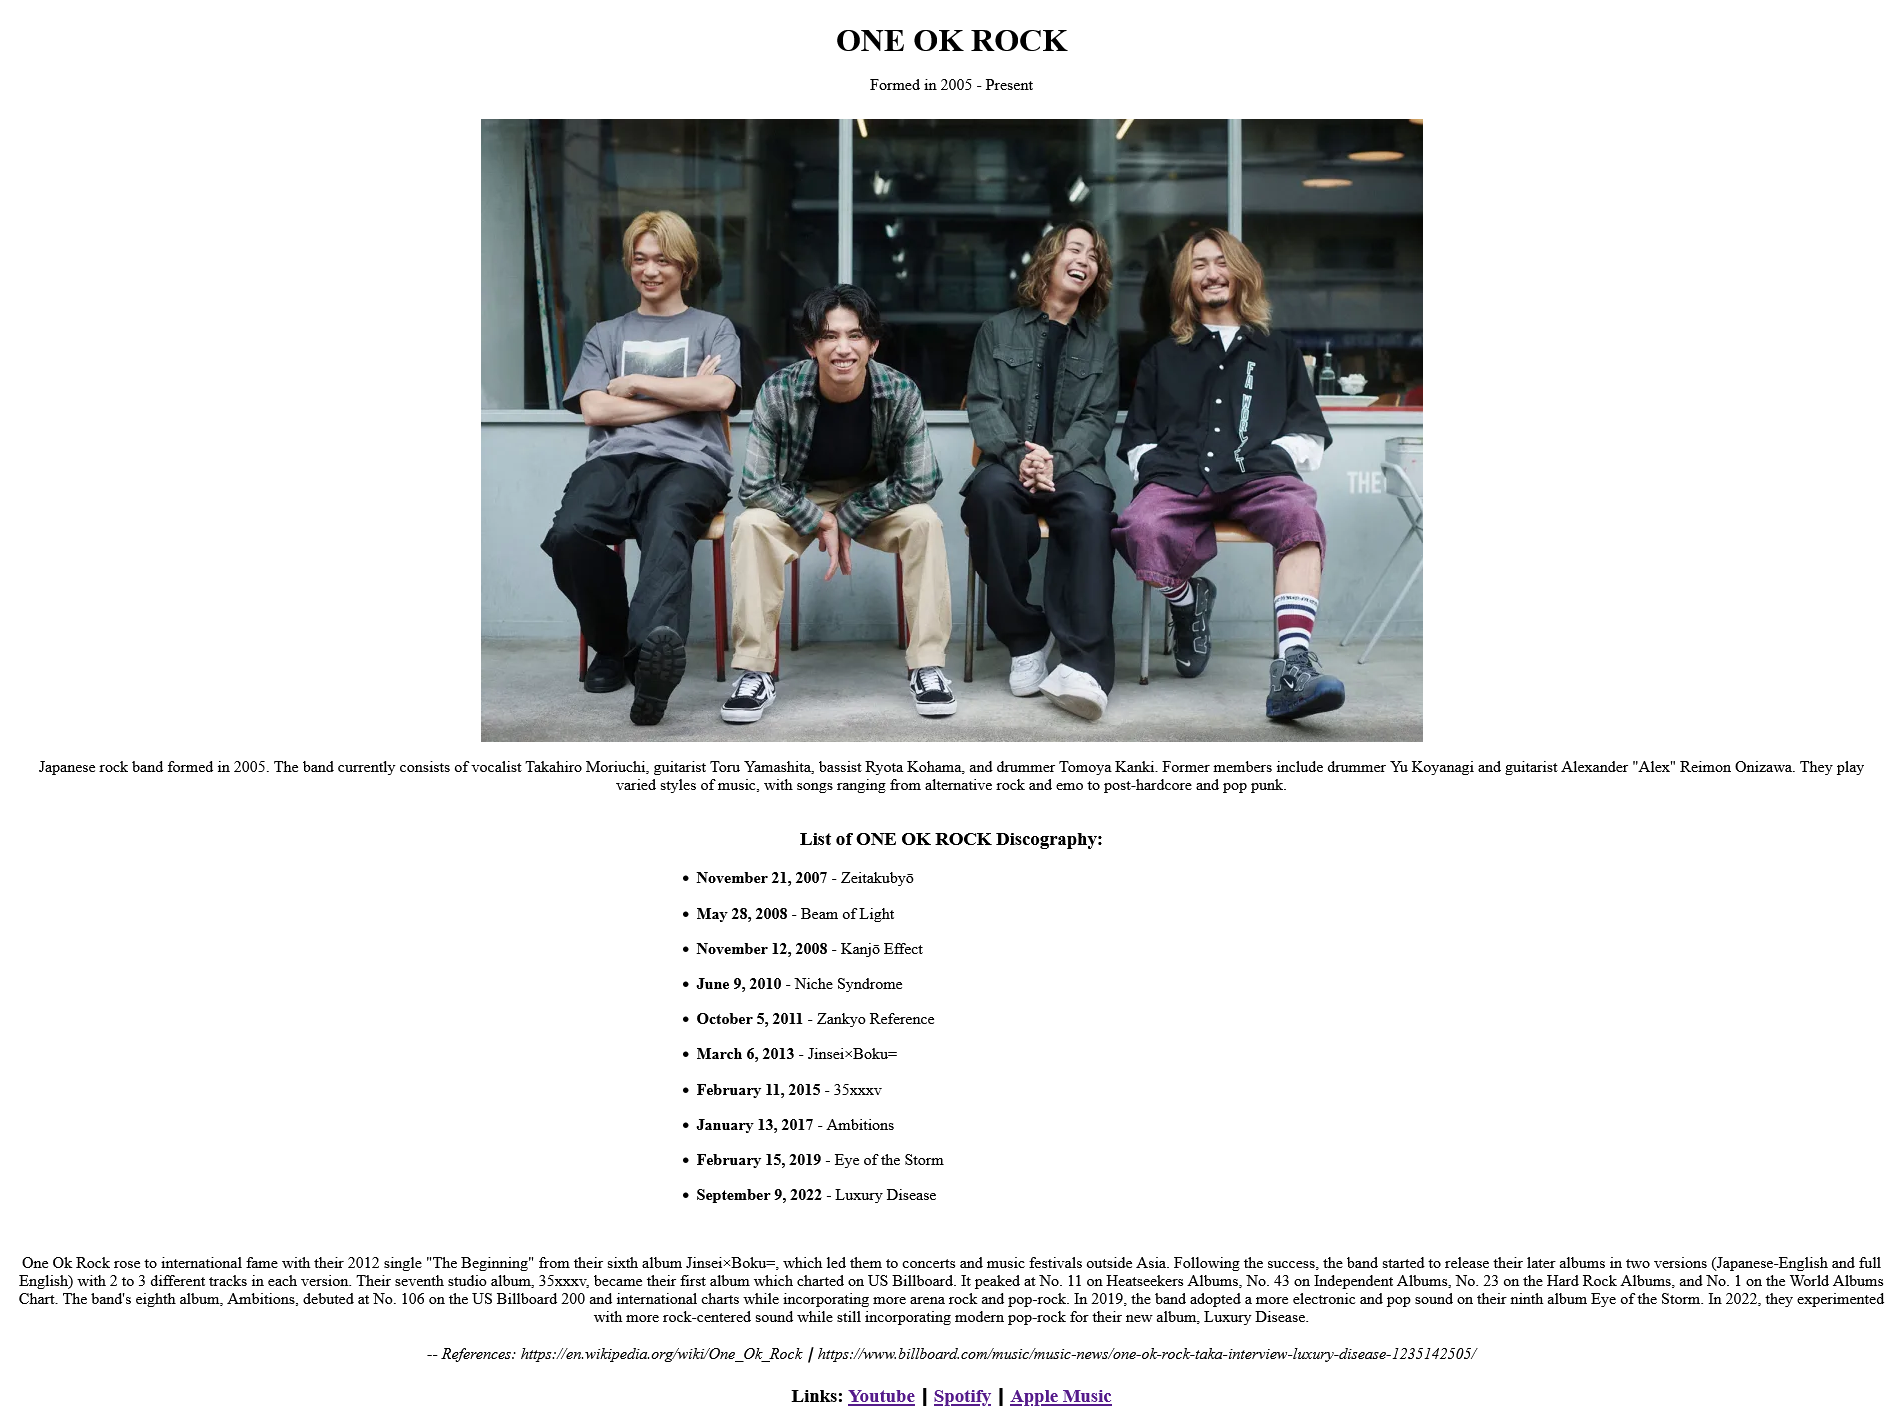 ONE OK ROCK
Formed in 2005 - Present
THE
Japanese rock band formed in 2005. The band currently consists of vocalist Takahiro Moriuchi, guitarist Toru Yamashita, bassist Ryota Kohama, and drummer Tomoya Kanki. Former members include drummer Yu Koyanagi and guitarist Alexander "Alex" Reimon Onizawa. They play
varied styles of music, with songs ranging from alternative rock and emo to post-hardcore and pop punk.
List of ONE OK ROCK Discography:
• November 21, 2007 - Zeitakubyō
• May 28, 2008 - Beam of Light
• November 12, 2008 - Kanjō Effect
• June 9, 2010 - Niche Syndrome
• October 5, 2011 - Zankyo Reference
• March 6, 2013 - Jinsei×Boku=
• February 11, 2015 - 35xxxv
• January 13, 2017 - Ambitions
• February 15, 2019 - Eye of the Storm
• September 9, 2022 - Luxury Disease
One Ok Rock rose to international fame with their 2012 single "The Beginning" from their sixth album Jinsei×Boku=, which led them to concerts and music festivals outside Asia. Following the success, the band started to release their later albums in two versions (Japanese-English and full
English) with 2 to 3 different tracks in each version. Their seventh studio album, 35xxxv, became their first album which charted on US Billboard. It peaked at No. 11 on Heatseekers Albums, No. 43 on Independent Albums, No. 23 on the Hard Rock Albums, and No. 1 on the World Albums
Chart. The band's eighth album, Ambitions, debuted at No. 106 on the US Billboard 200 and international charts while incorporating more arena rock and pop-rock. In 2019, the band adopted a more electronic and pop sound on their ninth album Eye of the Storm. In 2022, they experimented
with more rock-centered sound while still incorporating modern pop-rock for their new album, Luxury Disease.
-- References: https://en.wikipedia.org/wiki/One_Ok_Rock | https://www.billboard.com/music/music-news/one-ok-rock-taka-interview-luxury-disease-1235142505/
Links: Youtube | Spotify | Apple Music